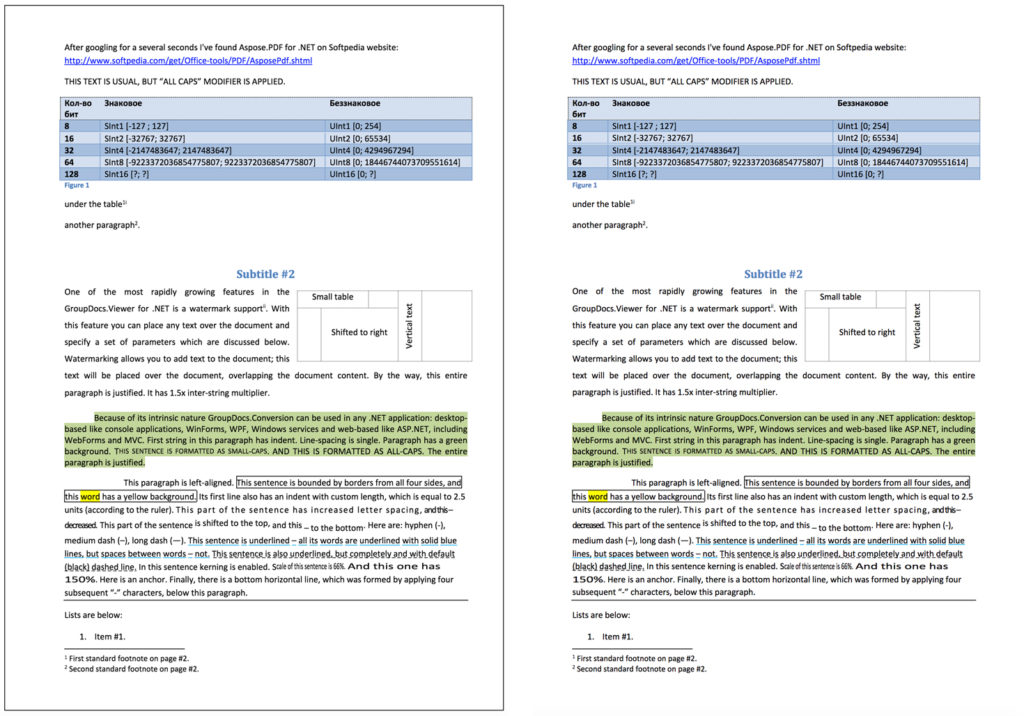 After googling for a several seconds I've found Aspose.PDF for .NET on Softpedia website:
http://www.softpedia.com/get/Office-tools/PDF/AsposePdf.shtml
THIS TEXT IS USUAL, BUT "ALL CAPS" MODIFIER IS APPLIED.
Кол-во бит Знаковое Беззнаковое
8 SInt1 [-127 ; 127] UInt1 [0; 254]
16 SInt2 [-32767; 32767] UInt2 [0; 65534]
32 SInt4 [-2147483648; 2147483647] UInt4 [0; 4294967294]
64 SInt8 [-9223372036854775807; 9223372036854775807] UInt8 [0; 18446744073709551614]
128 SInt16 [?; ?] UInt16 [0; ?]
Figure 1
under the table¹ⁱ
another paragraph².
Subtitle #2
One of the most rapidly growing features in the
GroupDocs.Viewer for .NET is a watermark supportⁱⁱ. With
this feature you can place any text over the document and
specify a set of parameters which are discussed below.
Watermarking allows you to add text to the document; this
Small table
Shifted to right
Vertical text
text will be placed over the document, overlapping the document content. By the way, this entire
paragraph is justified. It has 1.5x inter-string multiplier.
Because of its intrinsic nature GroupDocs.Conversion can be used in any .NET application: desktop-
based like console applications, WinForms, WPF, Windows services and web-based like ASP.NET, including
WebForms and MVC. First string in this paragraph has indent. Line-spacing is single. Paragraph has a green
background. THIS SENTENCE IS FORMATTED AS SMALL-CAPS. AND THIS IS FORMATTED AS ALL-CAPS. The entire
paragraph is justified.
This paragraph is left-aligned. This sentence is bounded by borders from all four sides, and
this word has a yellow background. Its first line also has an indent with custom length, which is equal to 2.5
units (according to the ruler). This part of the sentence has increased letter spacing, and this –
decreased. This part of the sentence is shifted to the top, and this – to the bottom. Here are: hyphen (-),
medium dash (–), long dash (—). This sentence is underlined – all its words are underlined with solid blue
lines, but spaces between words – not. This sentence is also underlined, but completely and with default
(black) dashed line. In this sentence kerning is enabled. Scale of this sentence is 66%. And this one has
150%. Here is an anchor. Finally, there is a bottom horizontal line, which was formed by applying four
subsequent "-" characters, below this paragraph.
Lists are below:
1. Item #1.
¹ First standard footnote on page #2.
² Second standard footnote on page #2.
After googling for a several seconds I've found Aspose.PDF for .NET on Softpedia website:
http://www.softpedia.com/get/Office-tools/PDF/AsposePdf.shtml
THIS TEXT IS USUAL, BUT "ALL CAPS" MODIFIER IS APPLIED.
Кол-во бит Знаковое Беззнаковое
8 SInt1 [-127 ; 127] UInt1 [0; 254]
16 SInt2 [-32767; 32767] UInt2 [0; 65534]
32 SInt4 [-2147483648; 2147483647] UInt4 [0; 4294967294]
64 SInt8 [-9223372036854775807; 9223372036854775807] UInt8 [0; 18446744073709551614]
128 SInt16 [?; ?] UInt16 [0; ?]
Figure 1
under the table¹ⁱ
another paragraph².
Subtitle #2
One of the most rapidly growing features in the
GroupDocs.Viewer for .NET is a watermark supportⁱⁱ. With
this feature you can place any text over the document and
specify a set of parameters which are discussed below.
Watermarking allows you to add text to the document; this
Small table
Shifted to right
Vertical text
text will be placed over the document, overlapping the document content. By the way, this entire
paragraph is justified. It has 1.5x inter-string multiplier.
Because of its intrinsic nature GroupDocs.Conversion can be used in any .NET application: desktop-
based like console applications, WinForms, WPF, Windows services and web-based like ASP.NET, including
WebForms and MVC. First string in this paragraph has indent. Line-spacing is single. Paragraph has a green
background. THIS SENTENCE IS FORMATTED AS SMALL-CAPS. AND THIS IS FORMATTED AS ALL-CAPS. The entire
paragraph is justified.
This paragraph is left-aligned. This sentence is bounded by borders from all four sides, and
this word has a yellow background. Its first line also has an indent with custom length, which is equal to 2.5
units (according to the ruler). This part of the sentence has increased letter spacing, and this –
decreased. This part of the sentence is shifted to the top, and this – to the bottom. Here are: hyphen (-),
medium dash (–), long dash (—). This sentence is underlined – all its words are underlined with solid blue
lines, but spaces between words – not. This sentence is also underlined, but completely and with default
(black) dashed line. In this sentence kerning is enabled. Scale of this sentence is 66%. And this one has
150%. Here is an anchor. Finally, there is a bottom horizontal line, which was formed by applying four
subsequent "-" characters, below this paragraph.
Lists are below:
1. Item #1.
¹ First standard footnote on page #2.
² Second standard footnote on page #2.